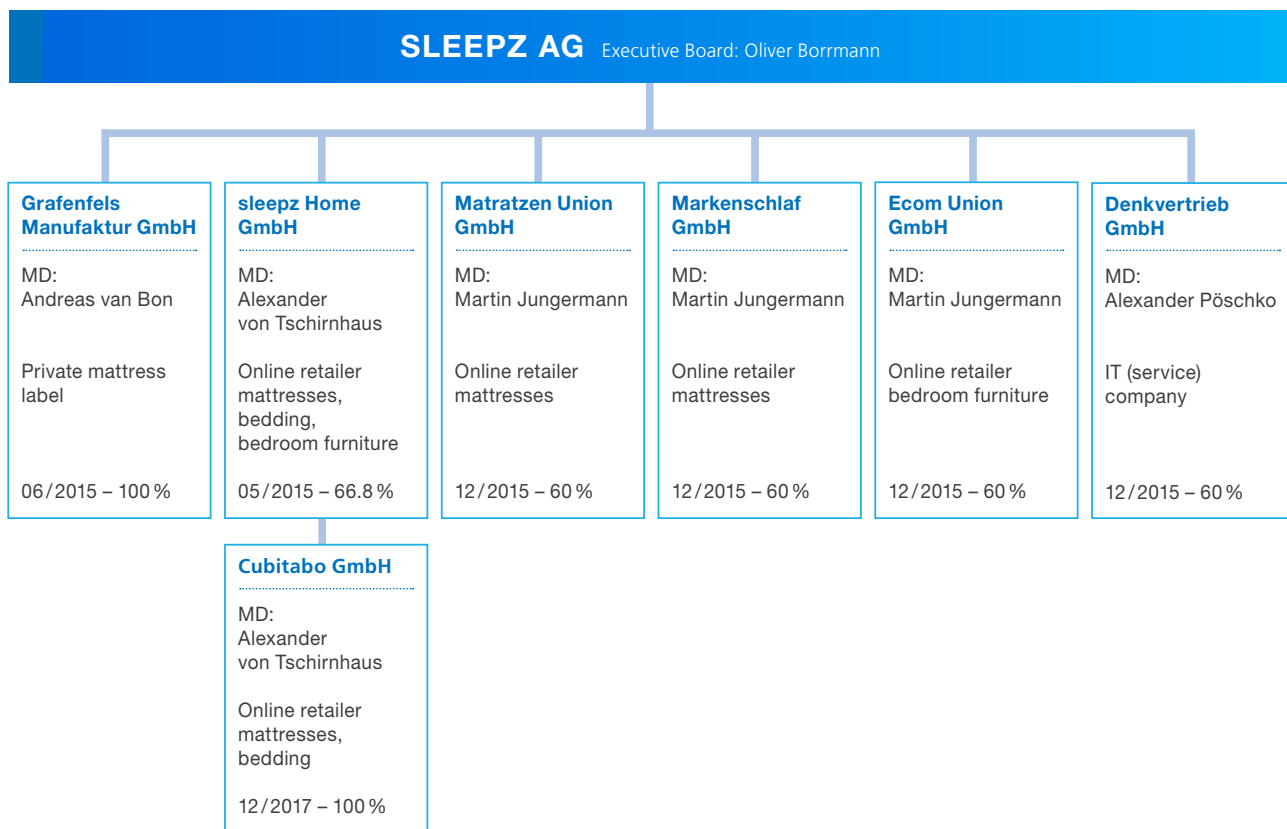 SLEEPZ AG Executive Board: Oliver Borrmann
Grafenfels
Manufaktur GmbH
MD:
Andreas van Bon
Private mattress
label
06/2015 – 100 %
sleepz Home
GmbH
MD:
Alexander
von Tschirnhaus
Online retailer
mattresses,
bedding,
bedroom furniture
05/2015 – 66.8 %
Matratzen Union
GmbH
MD:
Martin Jungermann
Online retailer
mattresses
12/2015 – 60 %
Markenschlaf
GmbH
MD:
Martin Jungermann
Online retailer
mattresses
12/2015 – 60 %
Ecom Union
GmbH
MD:
Martin Jungermann
Online retailer
bedroom furniture
12/2015 – 60 %
Denkvertrieb
GmbH
MD:
Alexander Pöschko
IT (service)
company
12/2015 – 60 %
Cubitabo GmbH
MD:
Alexander
von Tschirnhaus
Online retailer
mattresses,
bedding
12/2017 – 100 %